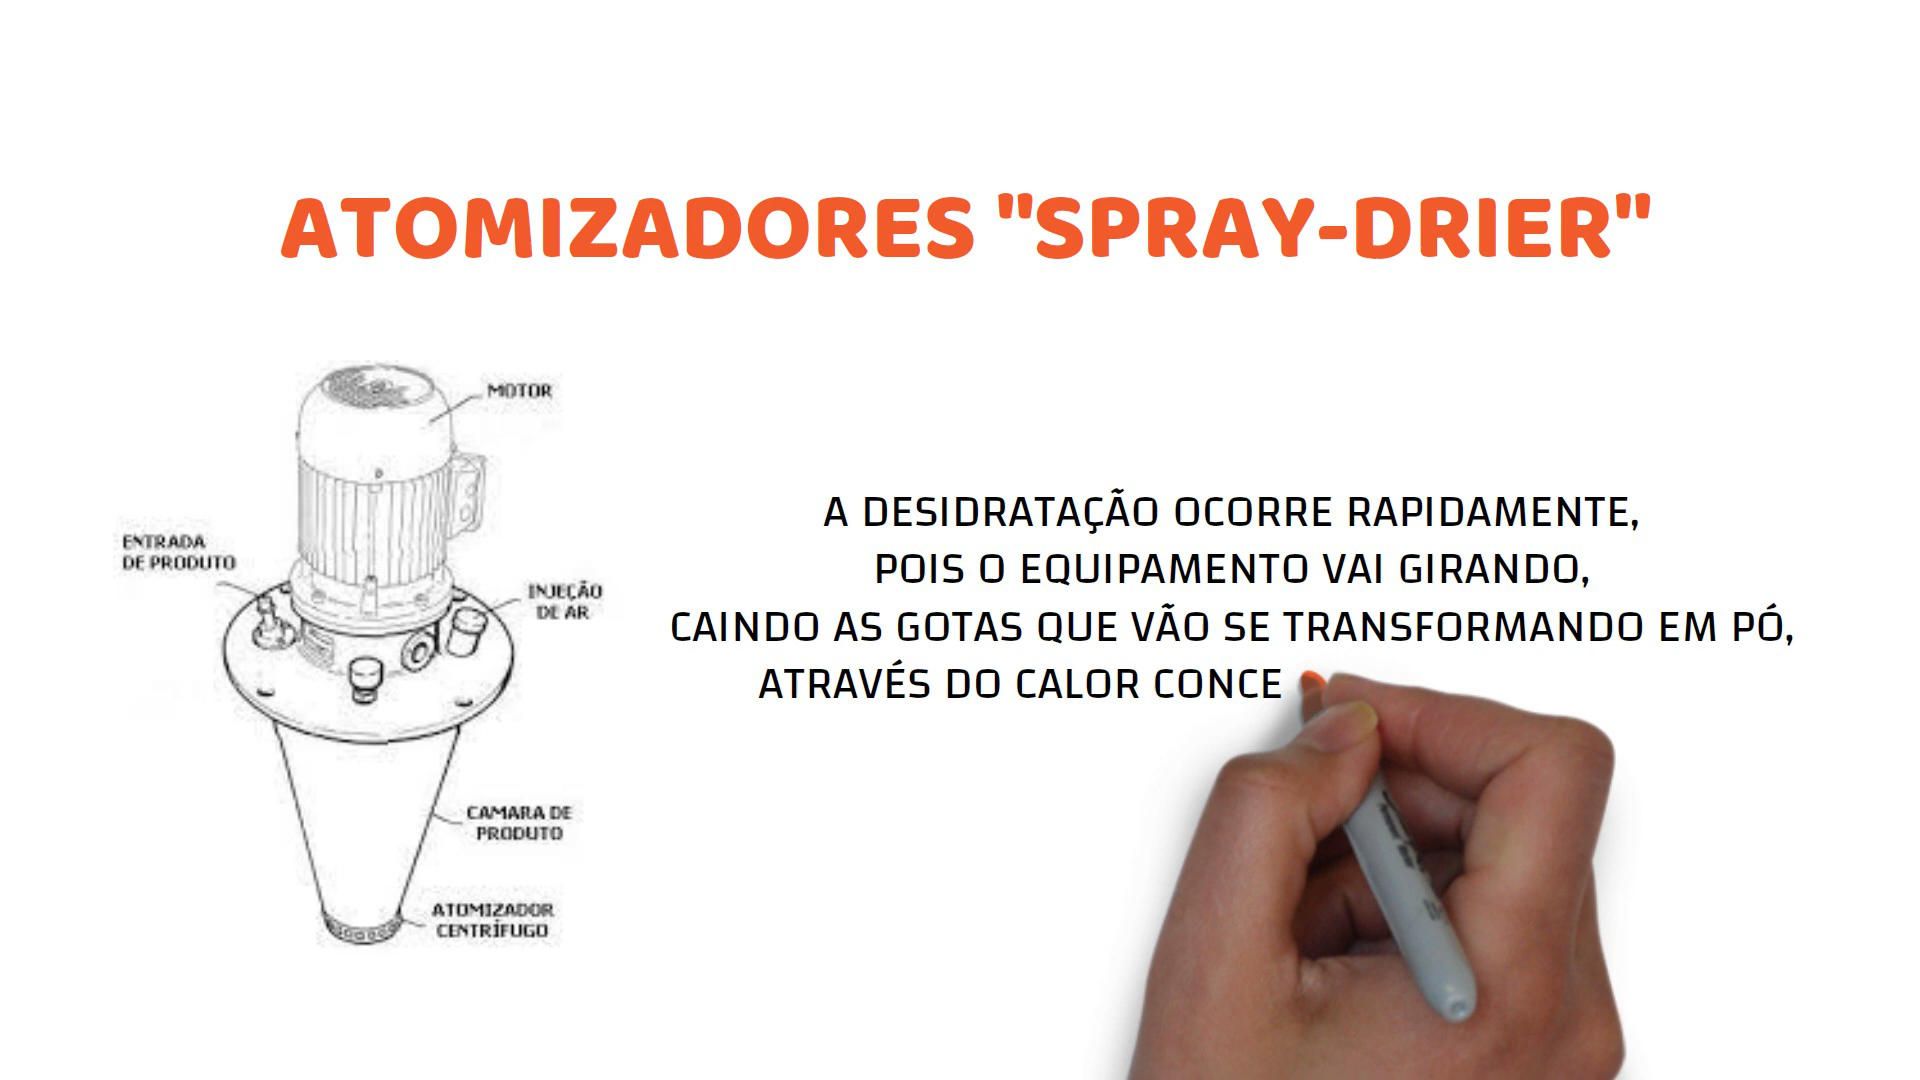 ATOMIZADORES "SPRAY-DRIER"
MOTOR
ENTRADA
DE PRODUTO
INJEÇÃO
DE AR
CAMARA DE
PRODUTO
ATOMIZADOR
CENTRÍFUGO
A DESIDRATAÇÃO OCORRE RAPIDAMENTE,
POIS O EQUIPAMENTO VAI GIRANDO,
CAINDO AS GOTAS QUE VÃO SE TRANSFORMANDO EM PÓ,
ATRAVÉS DO CALOR CONCE